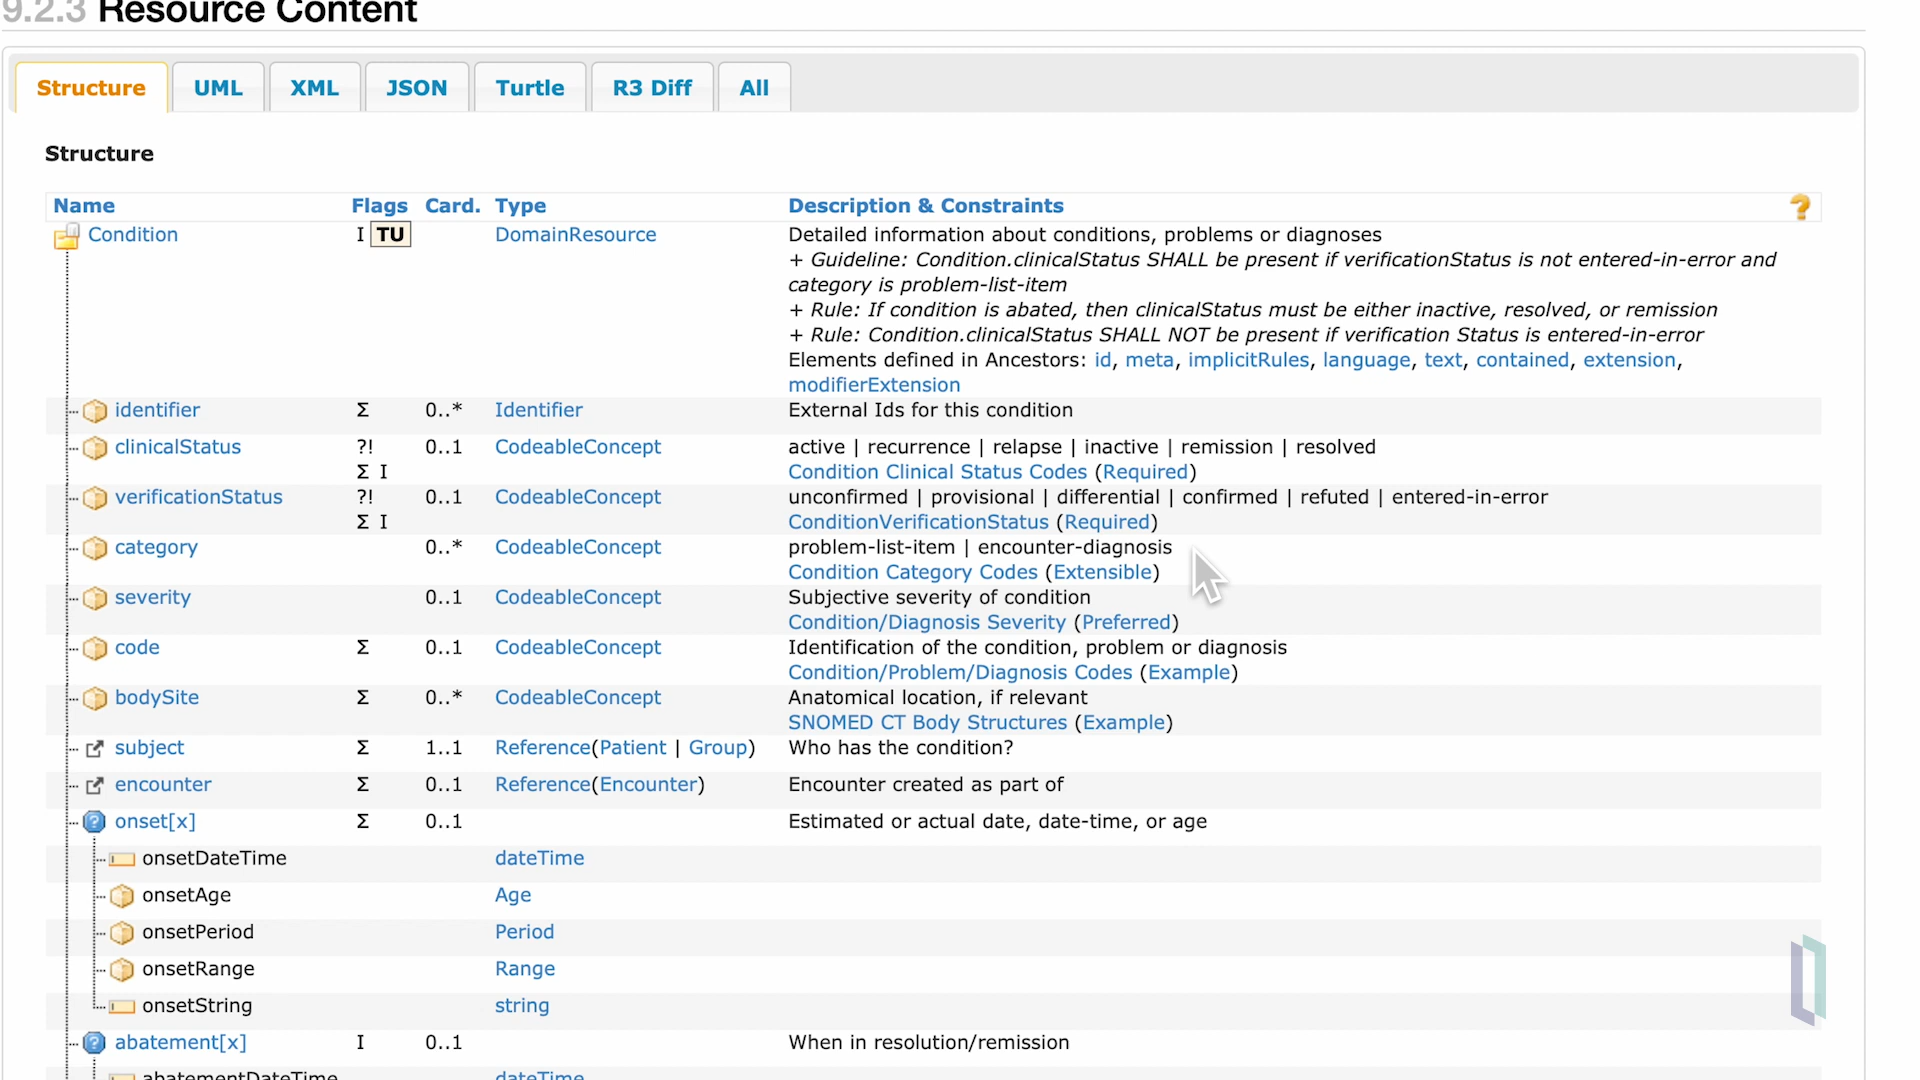 9.2.3 Resource Content
Structure UML XML JSON Turtle R3 Diff All
Structure
Name Flags Card. Type Description & Constraints
Condition I TU DomainResource Detailed information about conditions, problems or diagnoses
+ Guideline: Condition.clinicalStatus SHALL be present if verificationStatus is not entered-in-error and
category is problem-list-item
+ Rule: If condition is abated, then clinicalStatus must be either inactive, resolved, or remission
+ Rule: Condition.clinicalStatus SHALL NOT be present if verification Status is entered-in-error
Elements defined in Ancestors: id, meta, implicitRules, language, text, contained, extension,
modifierExtension
identifier Σ 0..* Identifier External Ids for this condition
clinicalStatus ?! 0..1 CodeableConcept active | recurrence | relapse | inactive | remission | resolved
Σ I Condition Clinical Status Codes (Required)
verificationStatus ?! 0..1 CodeableConcept unconfirmed | provisional | differential | confirmed | refuted | entered-in-error
Σ I ConditionVerificationStatus (Required)
category 0..* CodeableConcept problem-list-item | encounter-diagnosis
Condition Category Codes (Extensible)
severity 0..1 CodeableConcept Subjective severity of condition
Condition/Diagnosis Severity (Preferred)
code Σ 0..1 CodeableConcept Identification of the condition, problem or diagnosis
Condition/Problem/Diagnosis Codes (Example)
bodySite Σ 0..* CodeableConcept Anatomical location, if relevant
SNOMED CT Body Structures (Example)
subject Σ 1..1 Reference(Patient | Group) Who has the condition?
encounter Σ 0..1 Reference(Encounter) Encounter created as part of
onset[x] Σ 0..1 Estimated or actual date, date-time, or age
onsetDateTime dateTime
onsetAge Age
onsetPeriod Period
onsetRange Range
onsetString string
abatement[x] I 0..1 When in resolution/remission
abatementDateTime dateTime